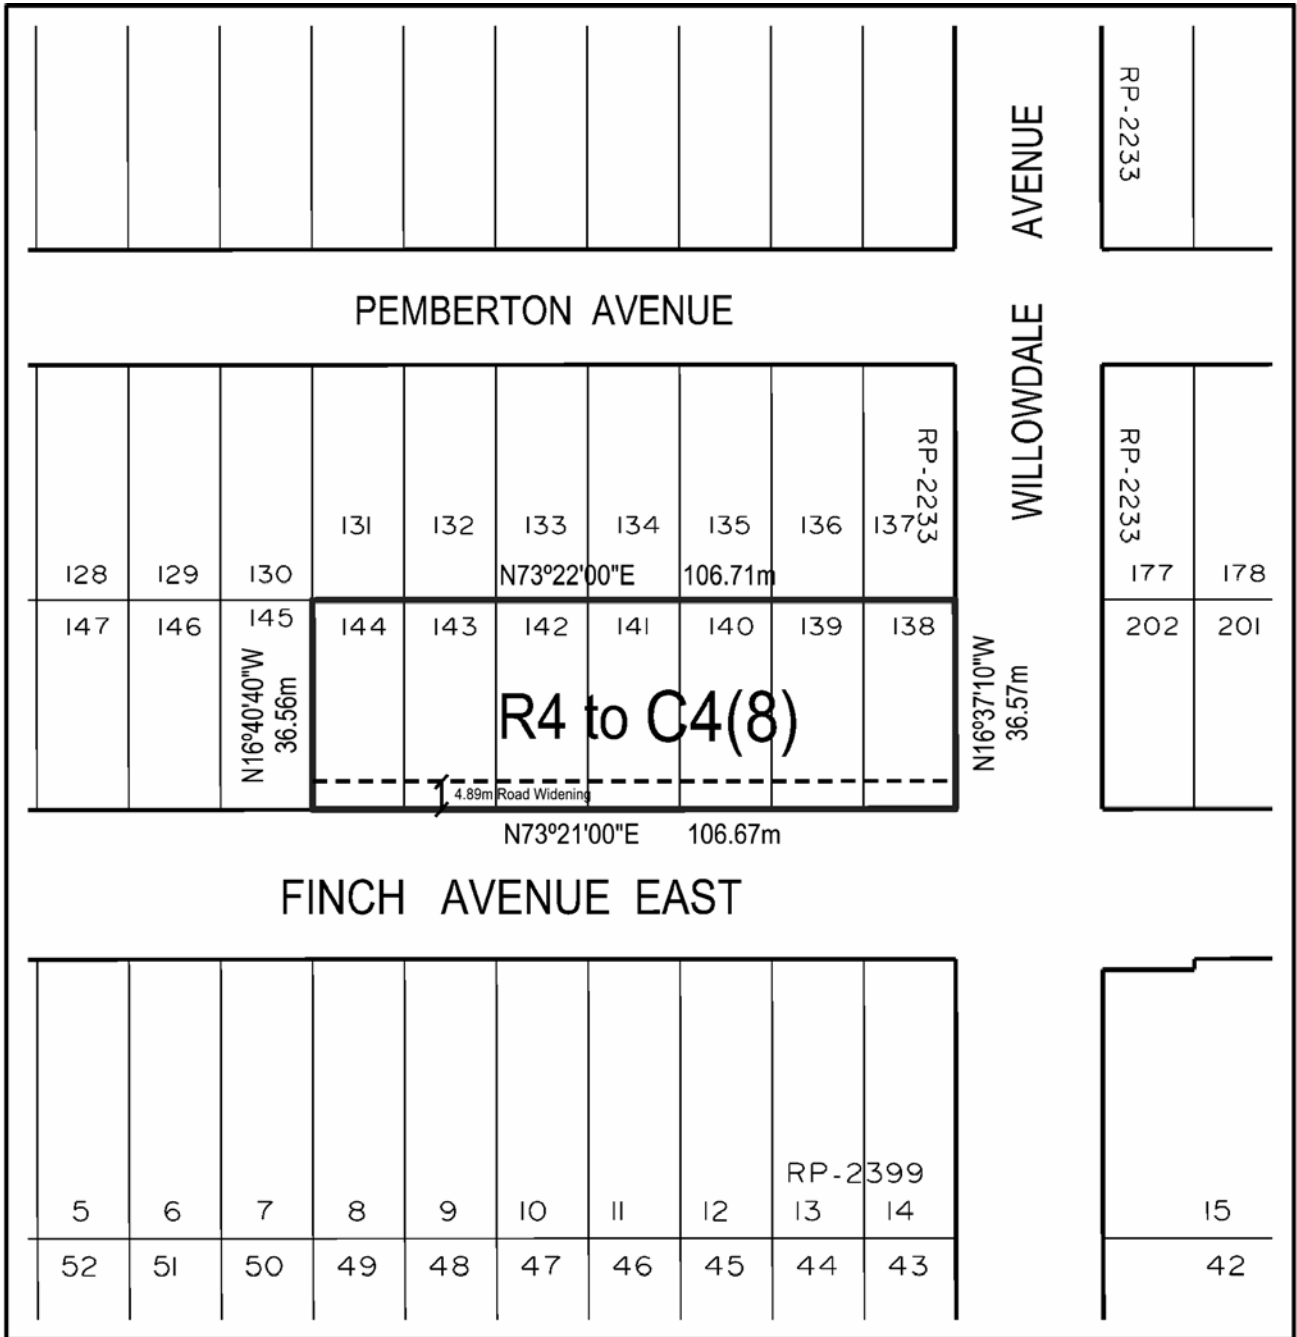 RP-2233
WILLOWDALE AVENUE
PEMBERTON AVENUE
RP-2233
RP-2233
131 132 133 134 135 136 137
128 129 130
N73º22'00"E 106.71m
177 178
147 146 145 144 143 142 141 140 139 138
202 201
N16º40'40"W
36.56m
R4 to C4(8)
N16º37'10"W
36.57m
4.89m Road Widening
N73º21'00"E 106.67m
FINCH AVENUE EAST
RP-2399
5 6 7 8 9 10 11 12 13 14 15
52 51 50 49 48 47 46 45 44 43 42